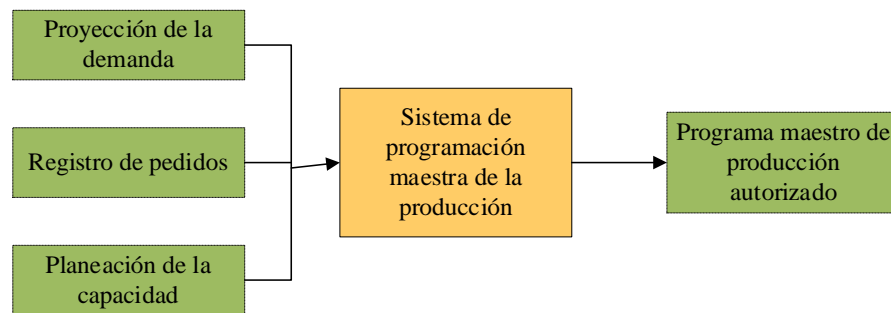 Proyección de la
demanda
Registro de pedidos
Planeación de la
capacidad
Sistema de
programación
maestra de la
producción
Programa maestro de
producción
autorizado